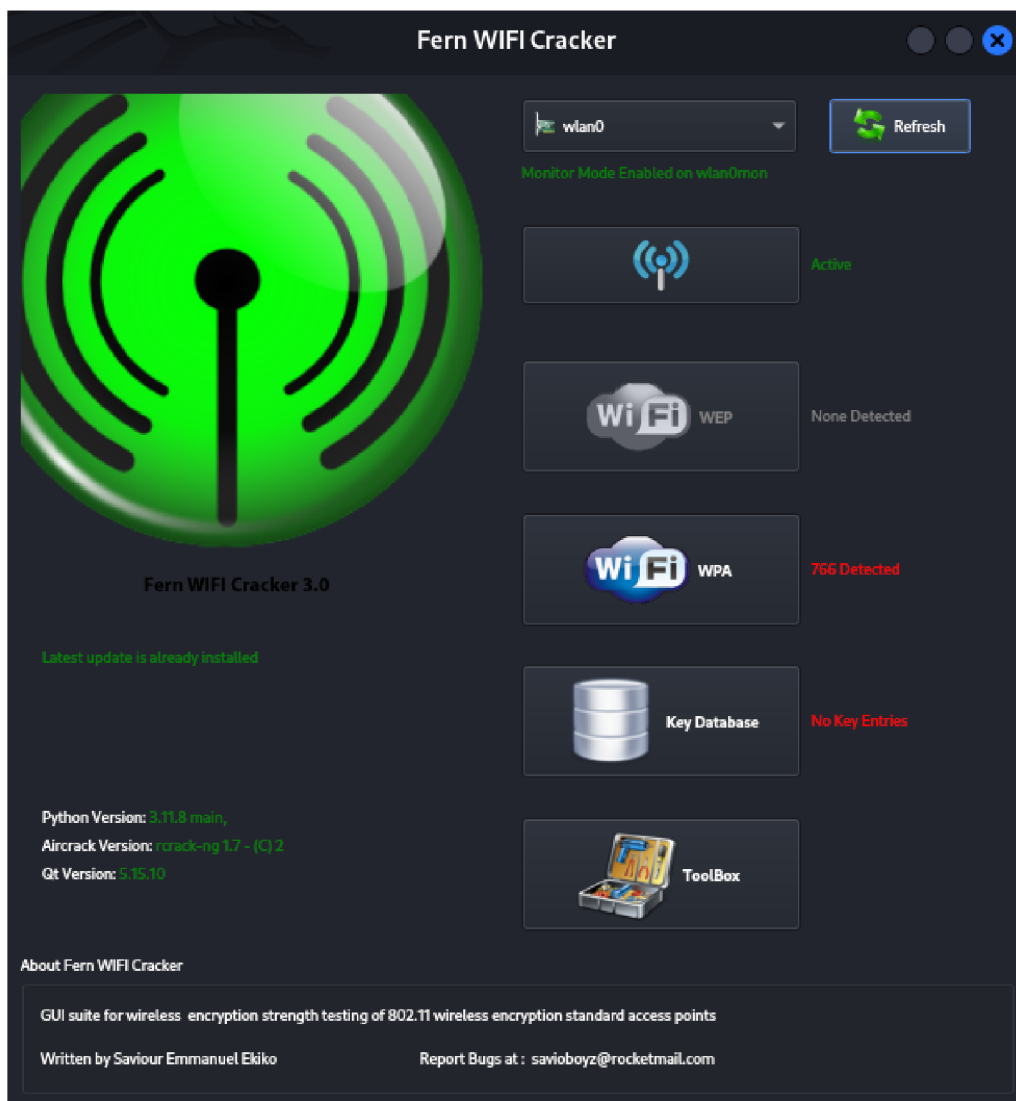 Fern WIFI Cracker
wlan0
Refresh
Monitor Mode Enabled on wlan0mon
Active
WiFi WEP
None Detected
WiFi WPA
766 Detected
Fern WIFI Cracker 3.0
Latest update is already installed
Key Database
No Key Entries
Python Version: 3.11.8 main,
Aircrack Version: rcrack-ng 1.7 - (C) 2
Qt Version: 5.15.10
ToolBox
About Fern WIFI Cracker
GUI suite for wireless encryption strength testing of 802.11 wireless encryption standard access points
Written by Saviour Emmanuel Ekiko
Report Bugs at : savioboyz@rocketmail.com